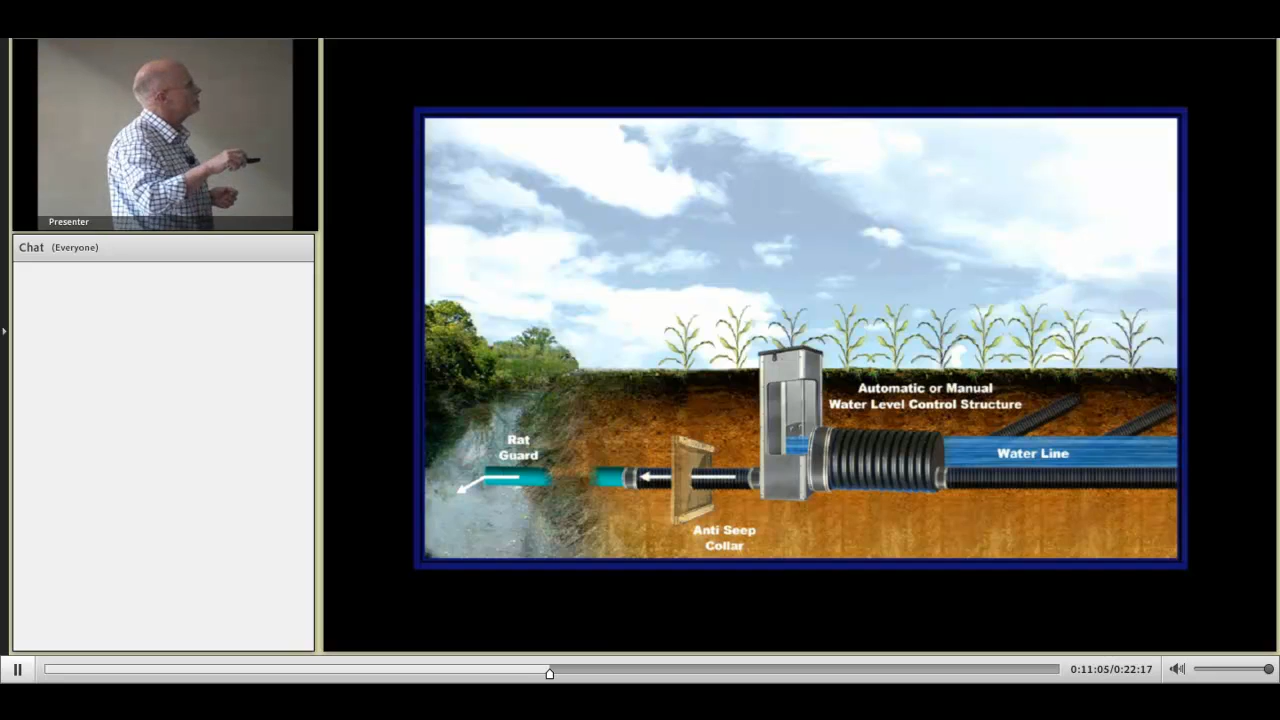 Presenter
Chat (Everyone)
Automatic or Manual
Water Level Control Structure
Rat
Guard
Water Line
Anti Seep
Collar
0:11:05/0:22:17